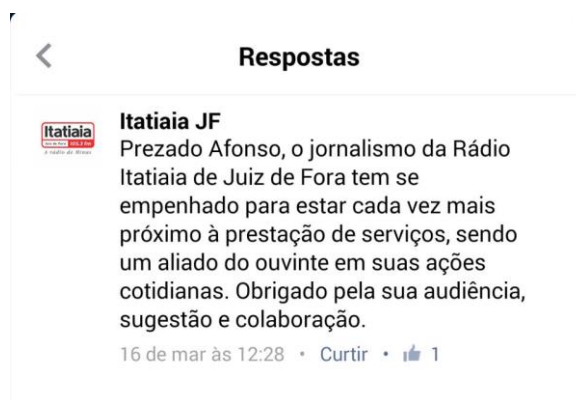 Respostas
Itatiaia
a rádio de Minas
Itatiaia JF
Prezado Afonso, o jornalismo da Rádio
Itatiaia de Juiz de Fora tem se
empenhado para estar cada vez mais
próximo à prestação de serviços, sendo
um aliado do ouvinte em suas ações
cotidianas. Obrigado pela sua audiência,
sugestão e colaboração.
16 de mar às 12:28 • Curtir • 1